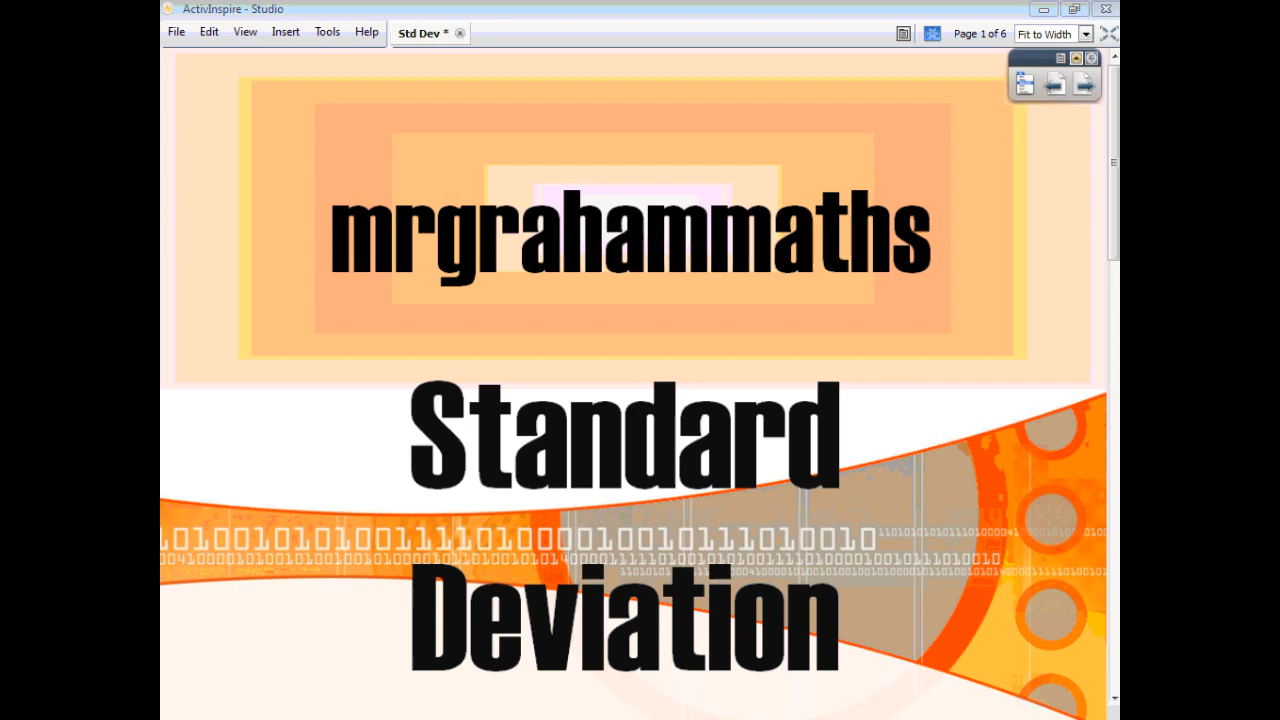 ActivInspire - Studio
File Edit View Insert Tools Help
Std Dev *
Page 1 of 6
Fit to Width
mrgrahammaths
Standard
Deviation